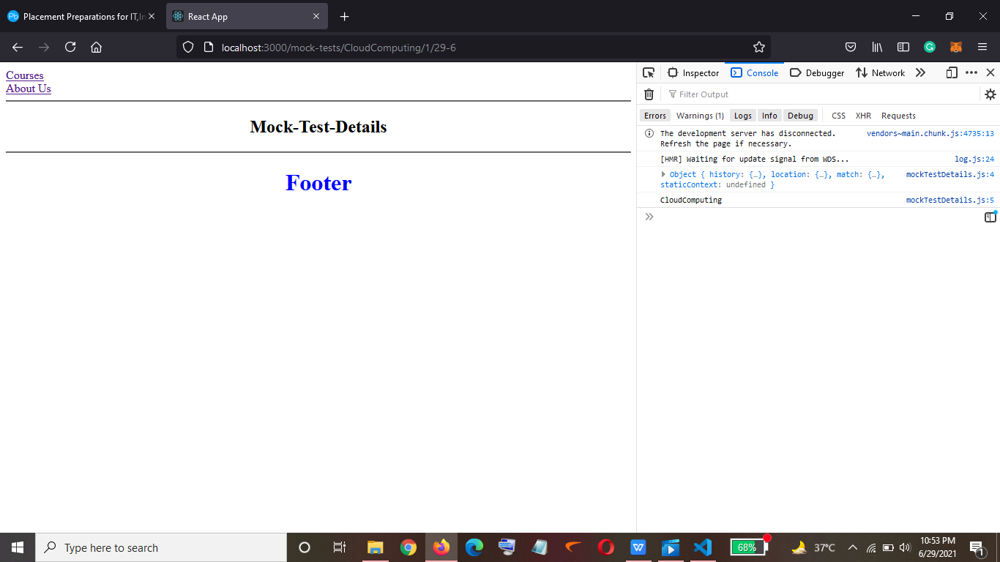 Placement Preparations for IT,In
React App
localhost:3000/mock-tests/CloudComputing/1/29-6
Courses
About Us
Mock-Test-Details
Footer
Inspector
Console
Debugger
Network
Filter Output
Errors
Warnings (1)
Logs
Info
Debug
CSS
XHR
Requests
The development server has disconnected. vendors~main.chunk.js:4735:13
Refresh the page if necessary.
[HMR] Waiting for update signal from WDS... log.js:24
Object { history: {…}, location: {…}, match: {…}, mockTestDetails.js:4
staticContext: undefined }
CloudComputing mockTestDetails.js:5
Type here to search
68%
37°C
10:53 PM
6/29/2021
1